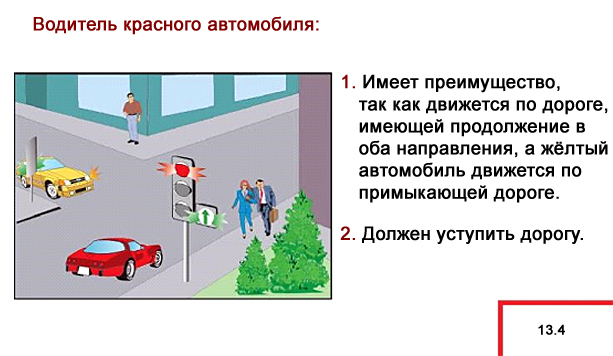 Водитель красного автомобиля:
1. Имеет преимущество,
так как движется по дороге,
имеющей продолжение в
оба направления, а жёлтый
автомобиль движется по
примыкающей дороге.
2. Должен уступить дорогу.
13.4